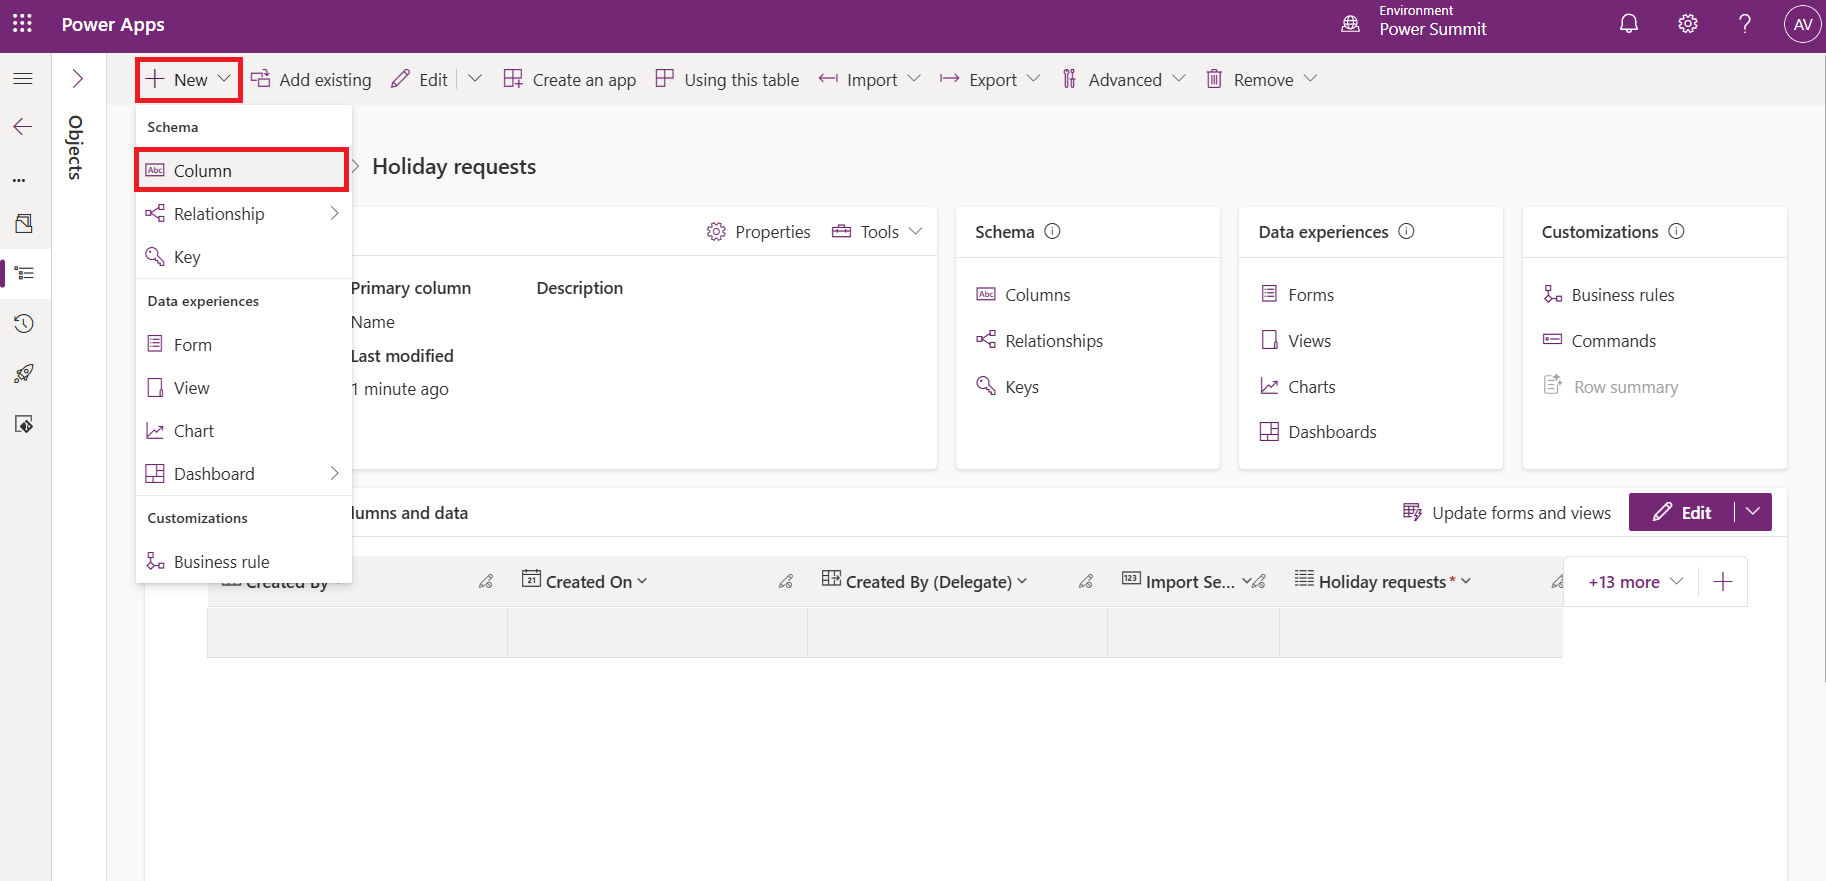 Power Apps
Environment
Power Summit
AV
New
Add existing
Edit
Create an app
Using this table
Import
Export
Advanced
Remove
Objects
Schema
Column
Relationship
Key
Data experiences
Form
View
Chart
Dashboard
Customizations
Business rule
Holiday requests
Properties
Tools
Primary column
Description
Name
Last modified
1 minute ago
Schema
Columns
Relationships
Keys
Data experiences
Forms
Views
Charts
Dashboards
Customizations
Business rules
Commands
Row summary
lumns and data
Update forms and views
Edit
Created By
Created On
Created By (Delegate)
Import Se...
Holiday requests *
+13 more